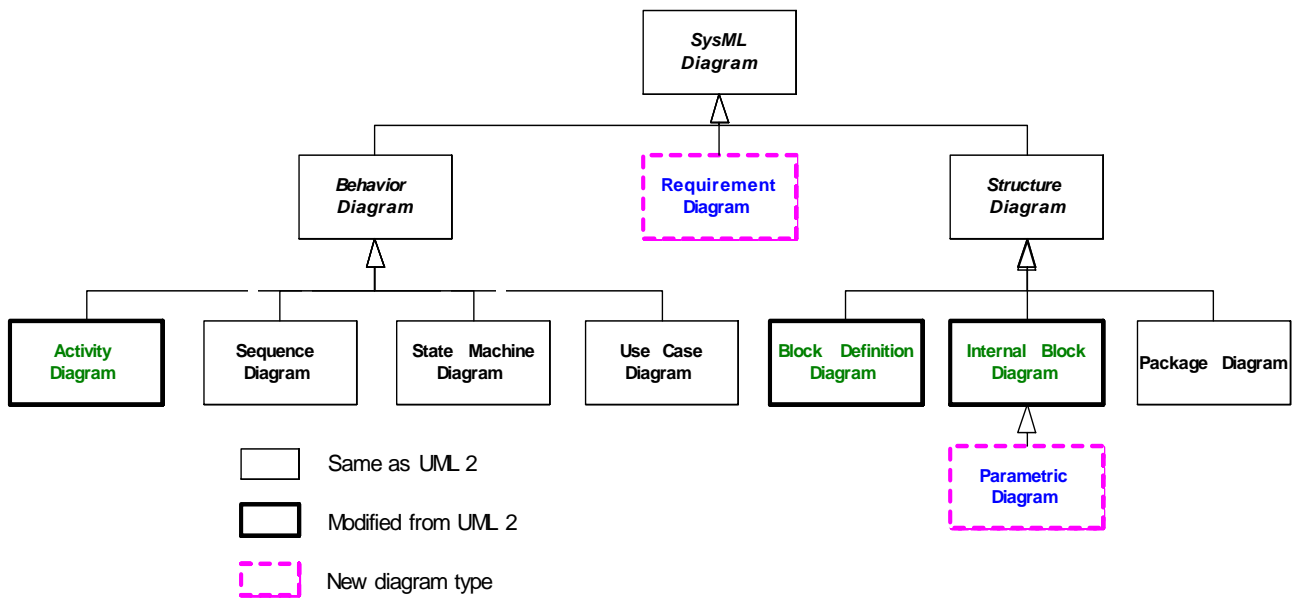 SysML
Diagram
Behavior
Diagram
Requirement
Diagram
Structure
Diagram
Activity
Diagram
Sequence
Diagram
State Machine
Diagram
Use Case
Diagram
Block Definition
Diagram
Internal Block
Diagram
Package Diagram
Same as UML 2
Parametric
Diagram
Modified from UML 2
New diagram type